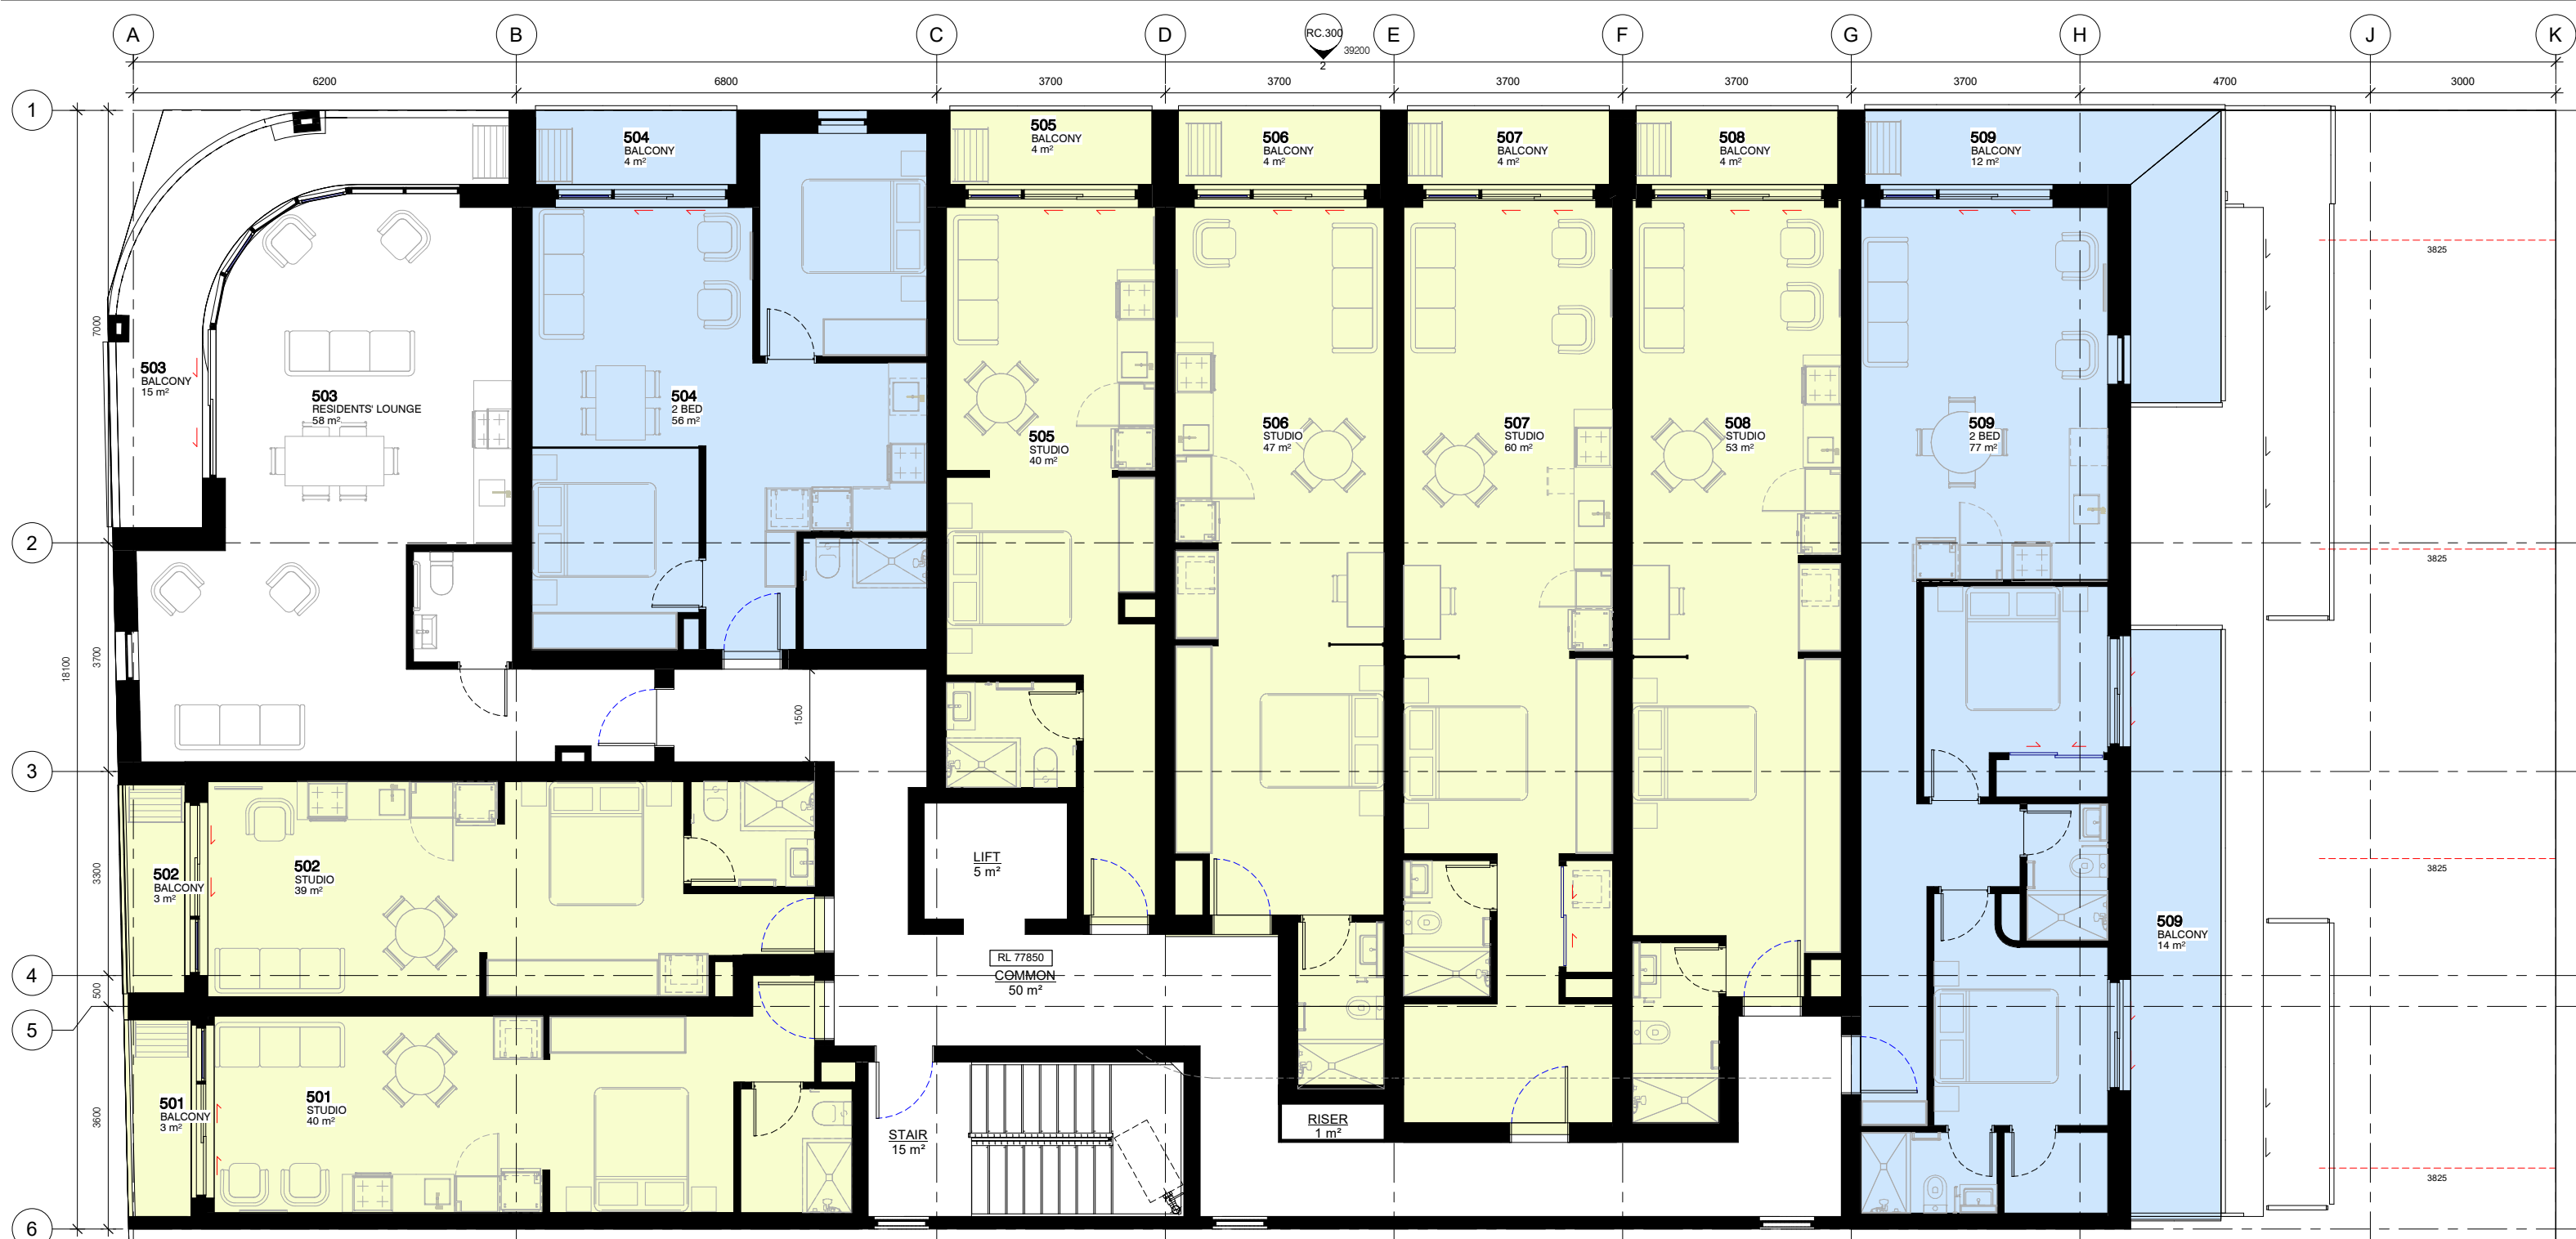 A
B
C
D
RC.300
2
39200
E
F
G
H
J
K
6200
6800
3700
3700
3700
3700
3700
4700
3000
1
2
3
4
5
6
18100
7000
3700
3300
500
3600
503
BALCONY
15 m²
503
RESIDENTS' LOUNGE
58 m²
504
BALCONY
4 m²
504
2 BED
56 m²
505
BALCONY
4 m²
505
STUDIO
40 m²
506
BALCONY
4 m²
506
STUDIO
47 m²
507
BALCONY
4 m²
507
STUDIO
60 m²
508
BALCONY
4 m²
508
STUDIO
53 m²
509
BALCONY
12 m²
509
2 BED
77 m²
509
BALCONY
14 m²
3825
3825
3825
3825
1500
502
BALCONY
3 m²
502
STUDIO
39 m²
501
BALCONY
3 m²
501
STUDIO
40 m²
LIFT
5 m²
RL 77850
COMMON
50 m²
STAIR
15 m²
RISER
1 m²